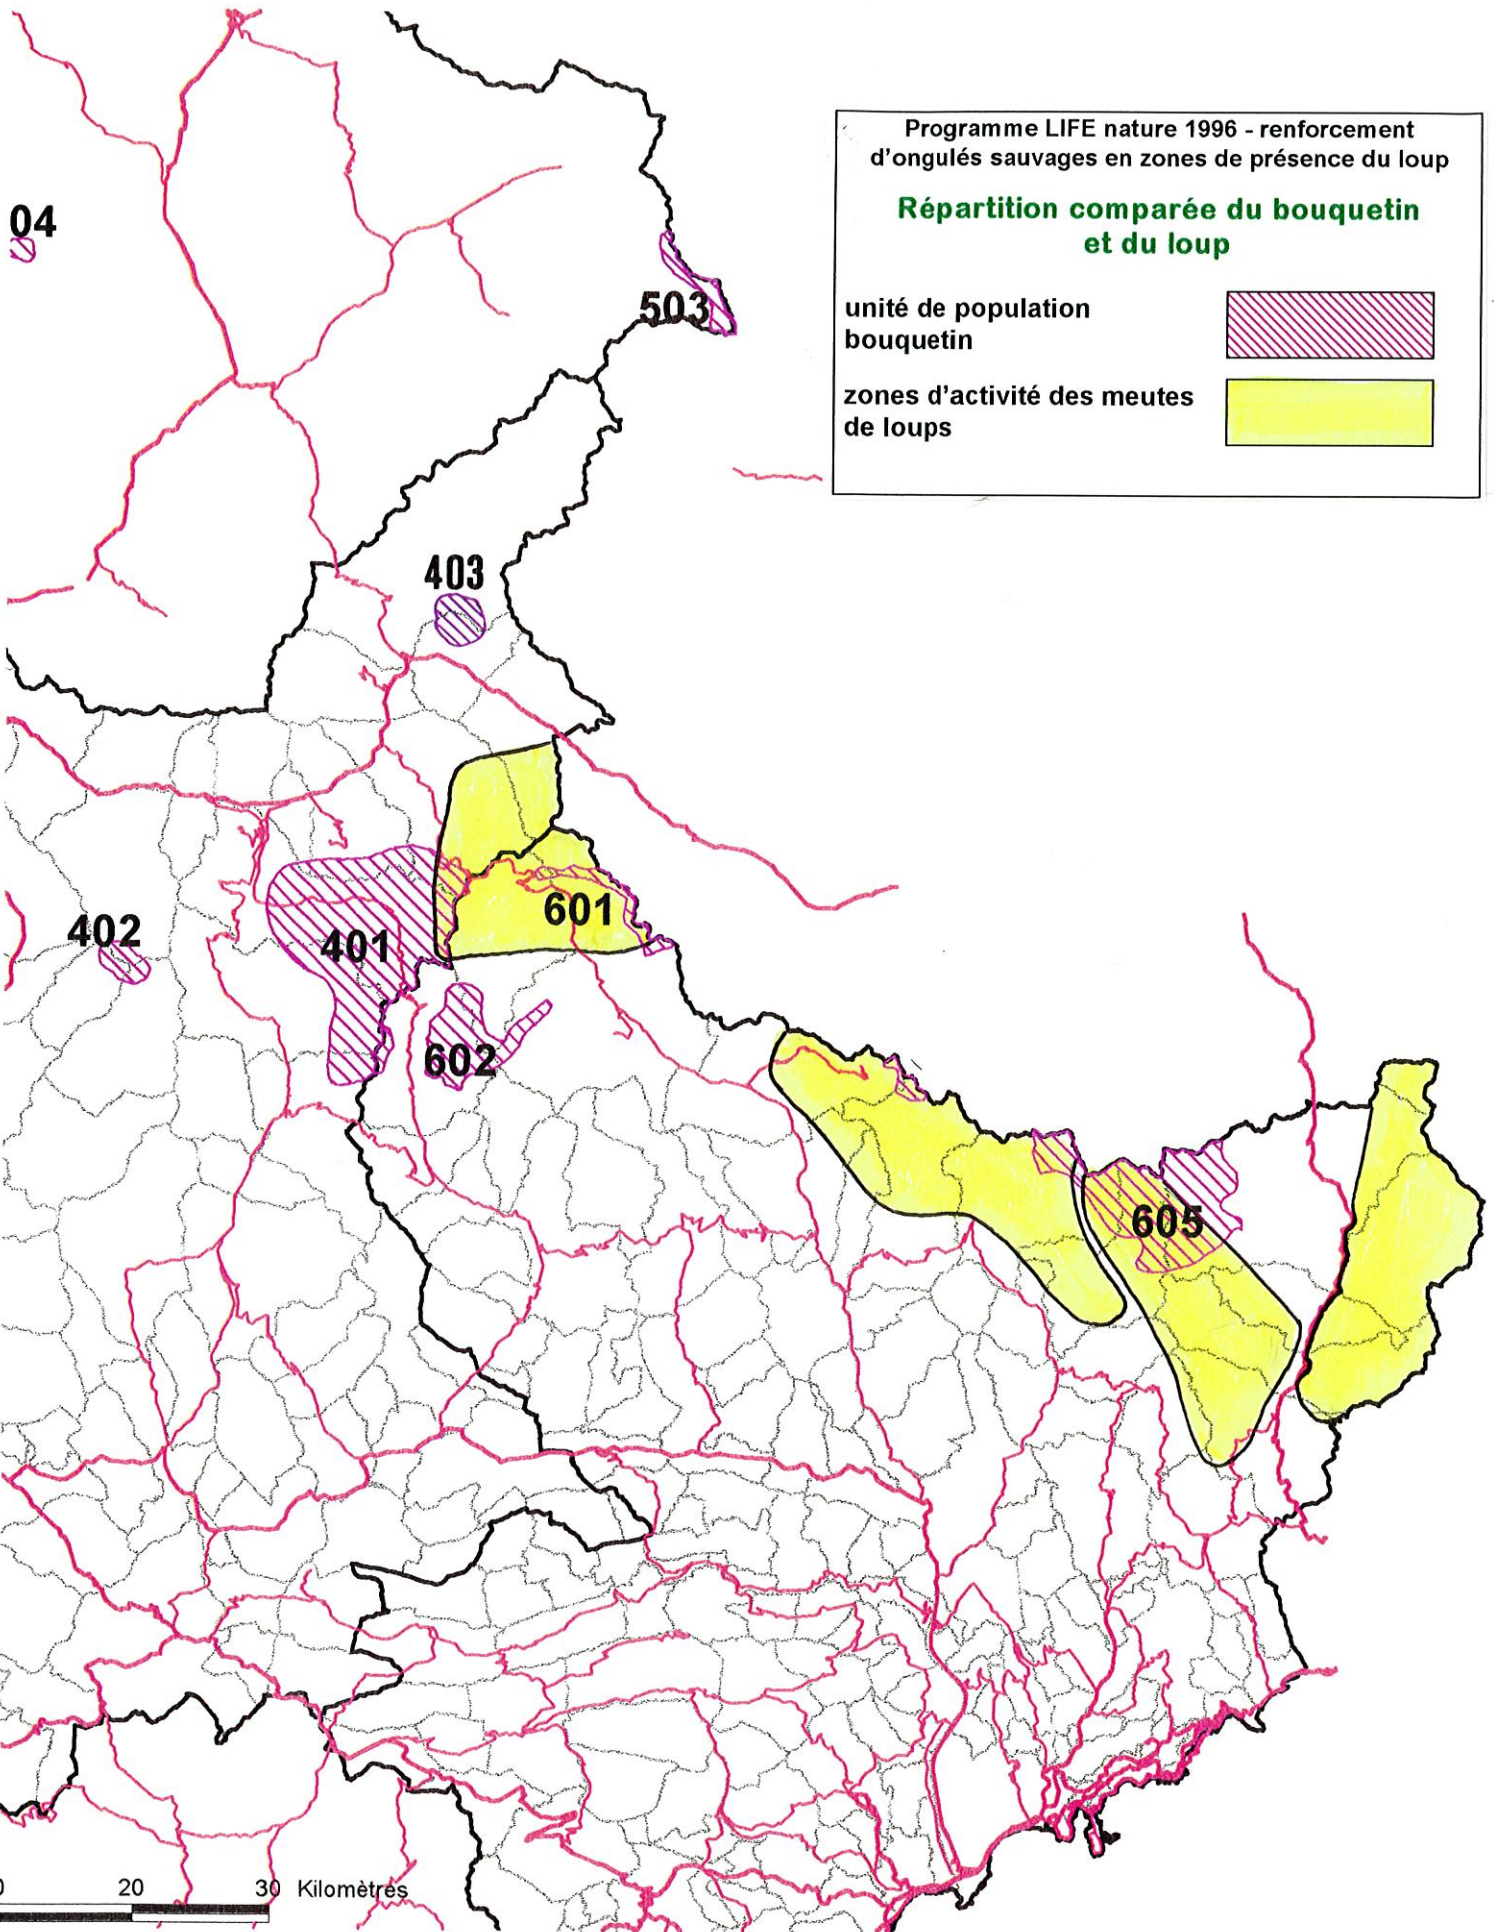 Programme LIFE nature 1996 - renforcement
d'ongulés sauvages en zones de présence du loup
Répartition comparée du bouquetin
et du loup
unité de population
bouquetin
zones d'activité des meutes
de loups
04
503
403
402
401
601
602
605
0 20 30 Kilomètres